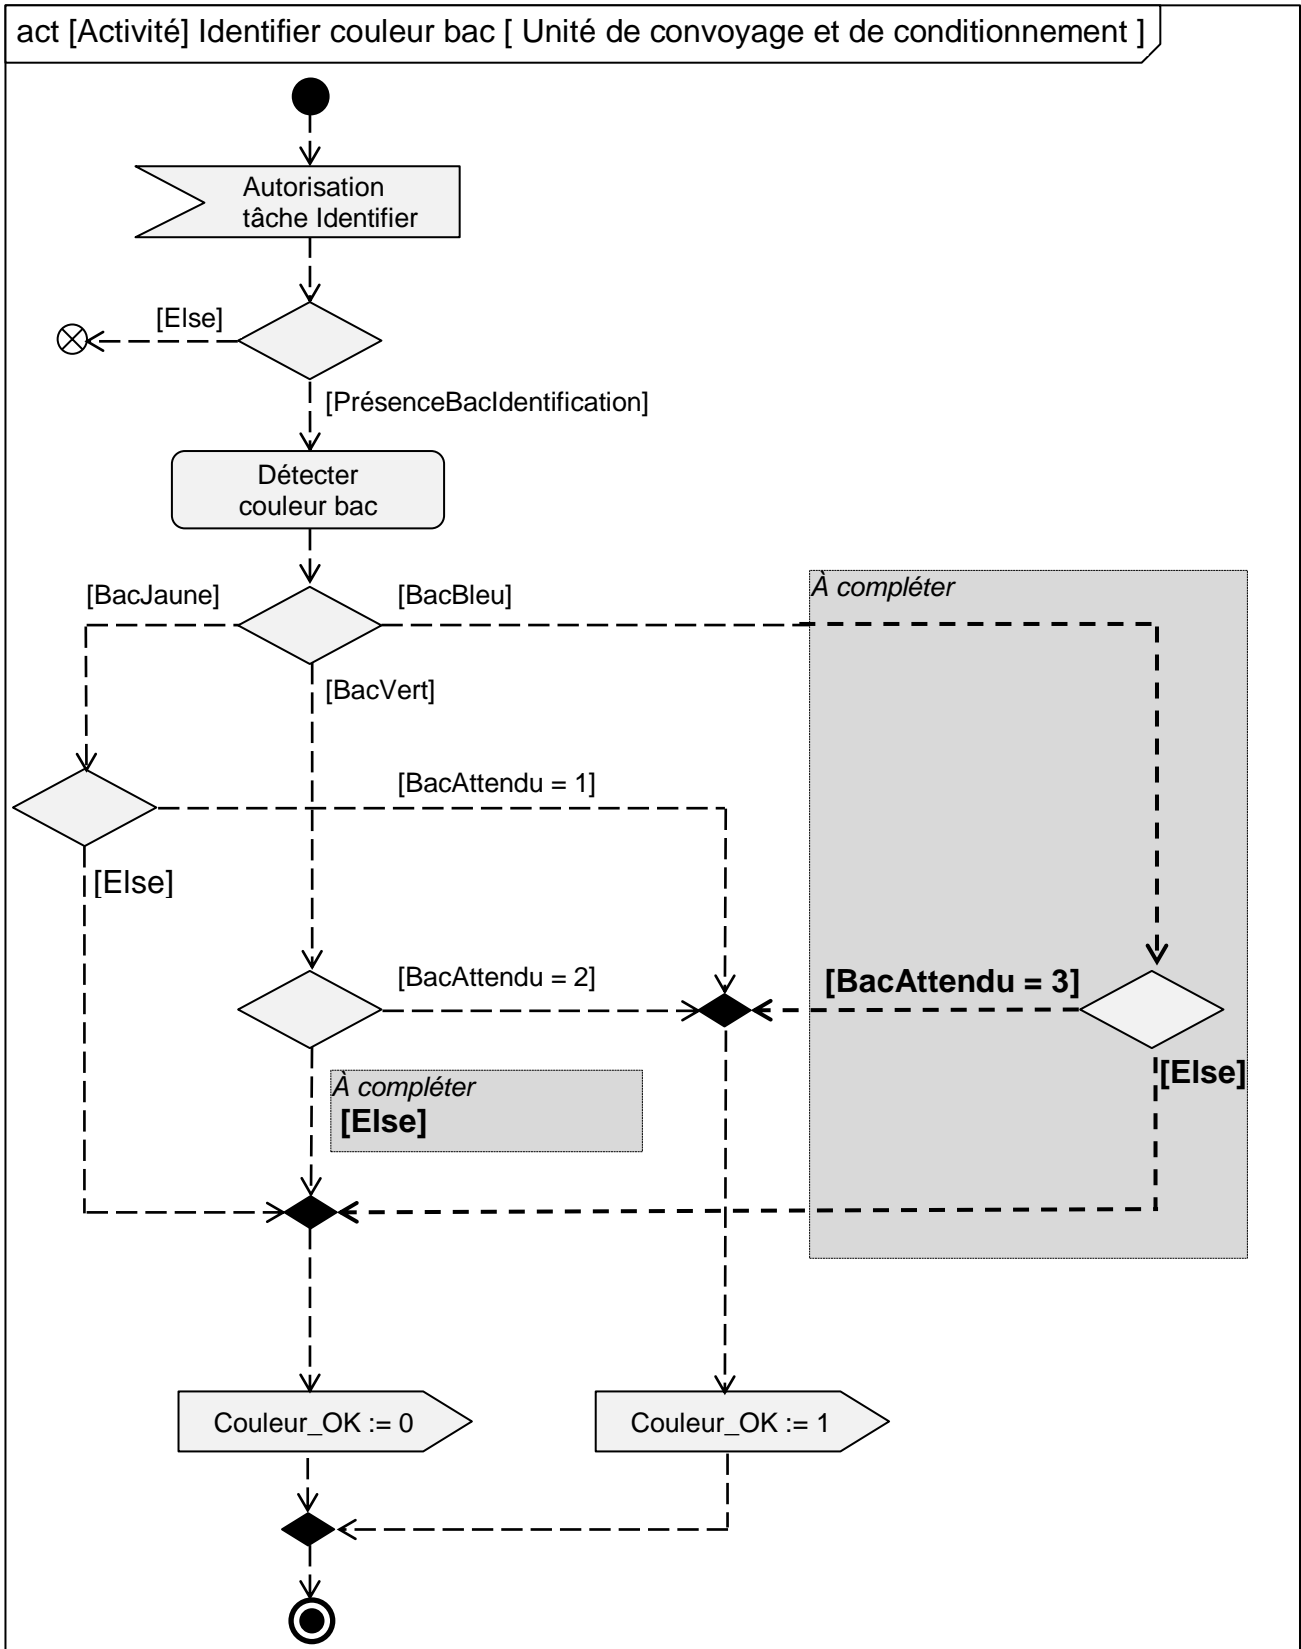 act [Activité] Identifier couleur bac [ Unité de convoyage et de conditionnement ]
Autorisation
tâche Identifier
[Else]
[PrésenceBacIdentification]
Détecter
couleur bac
[BacJaune]
[BacBleu]
À compléter
[BacVert]
[BacAttendu = 1]
[Else]
[BacAttendu = 2]
[BacAttendu = 3]
[Else]
À compléter
[Else]
Couleur_OK := 0
Couleur_OK := 1